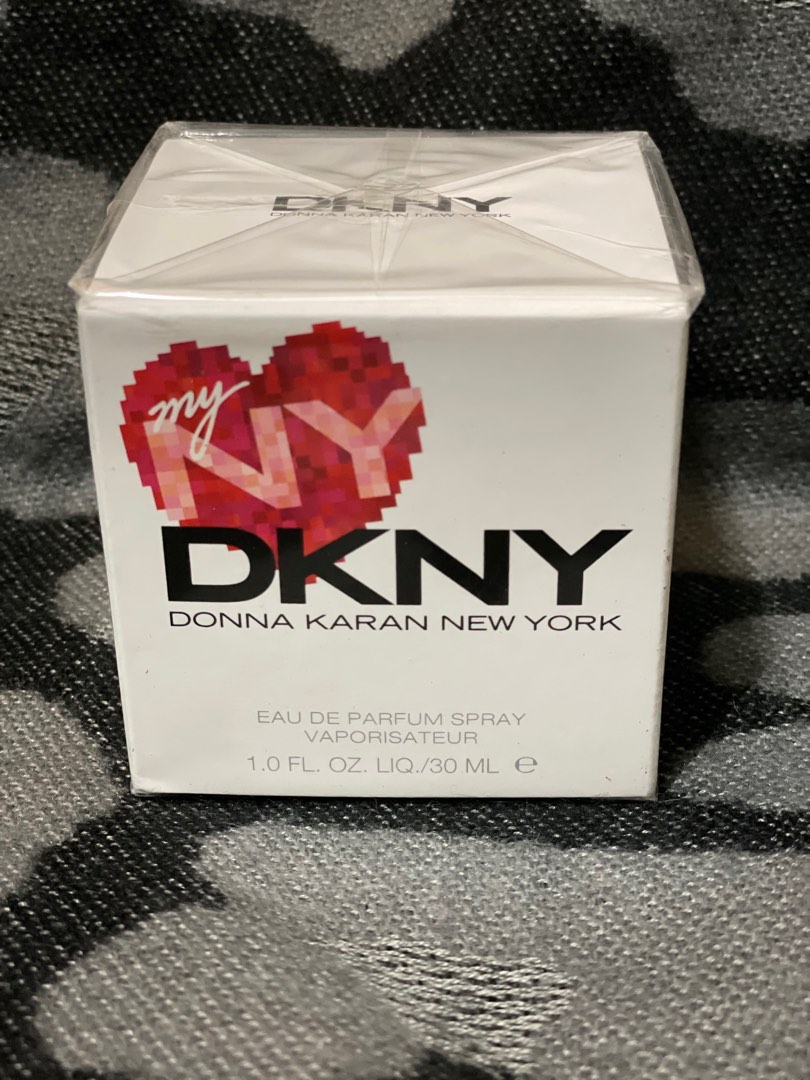 DKNY
DONNA KARAN NEW YORK
my
NY
DKNY
DONNA KARAN NEW YORK
EAU DE PARFUM SPRAY
VAPORISATEUR
1.0 FL. OZ. LIQ./30 ML ℮